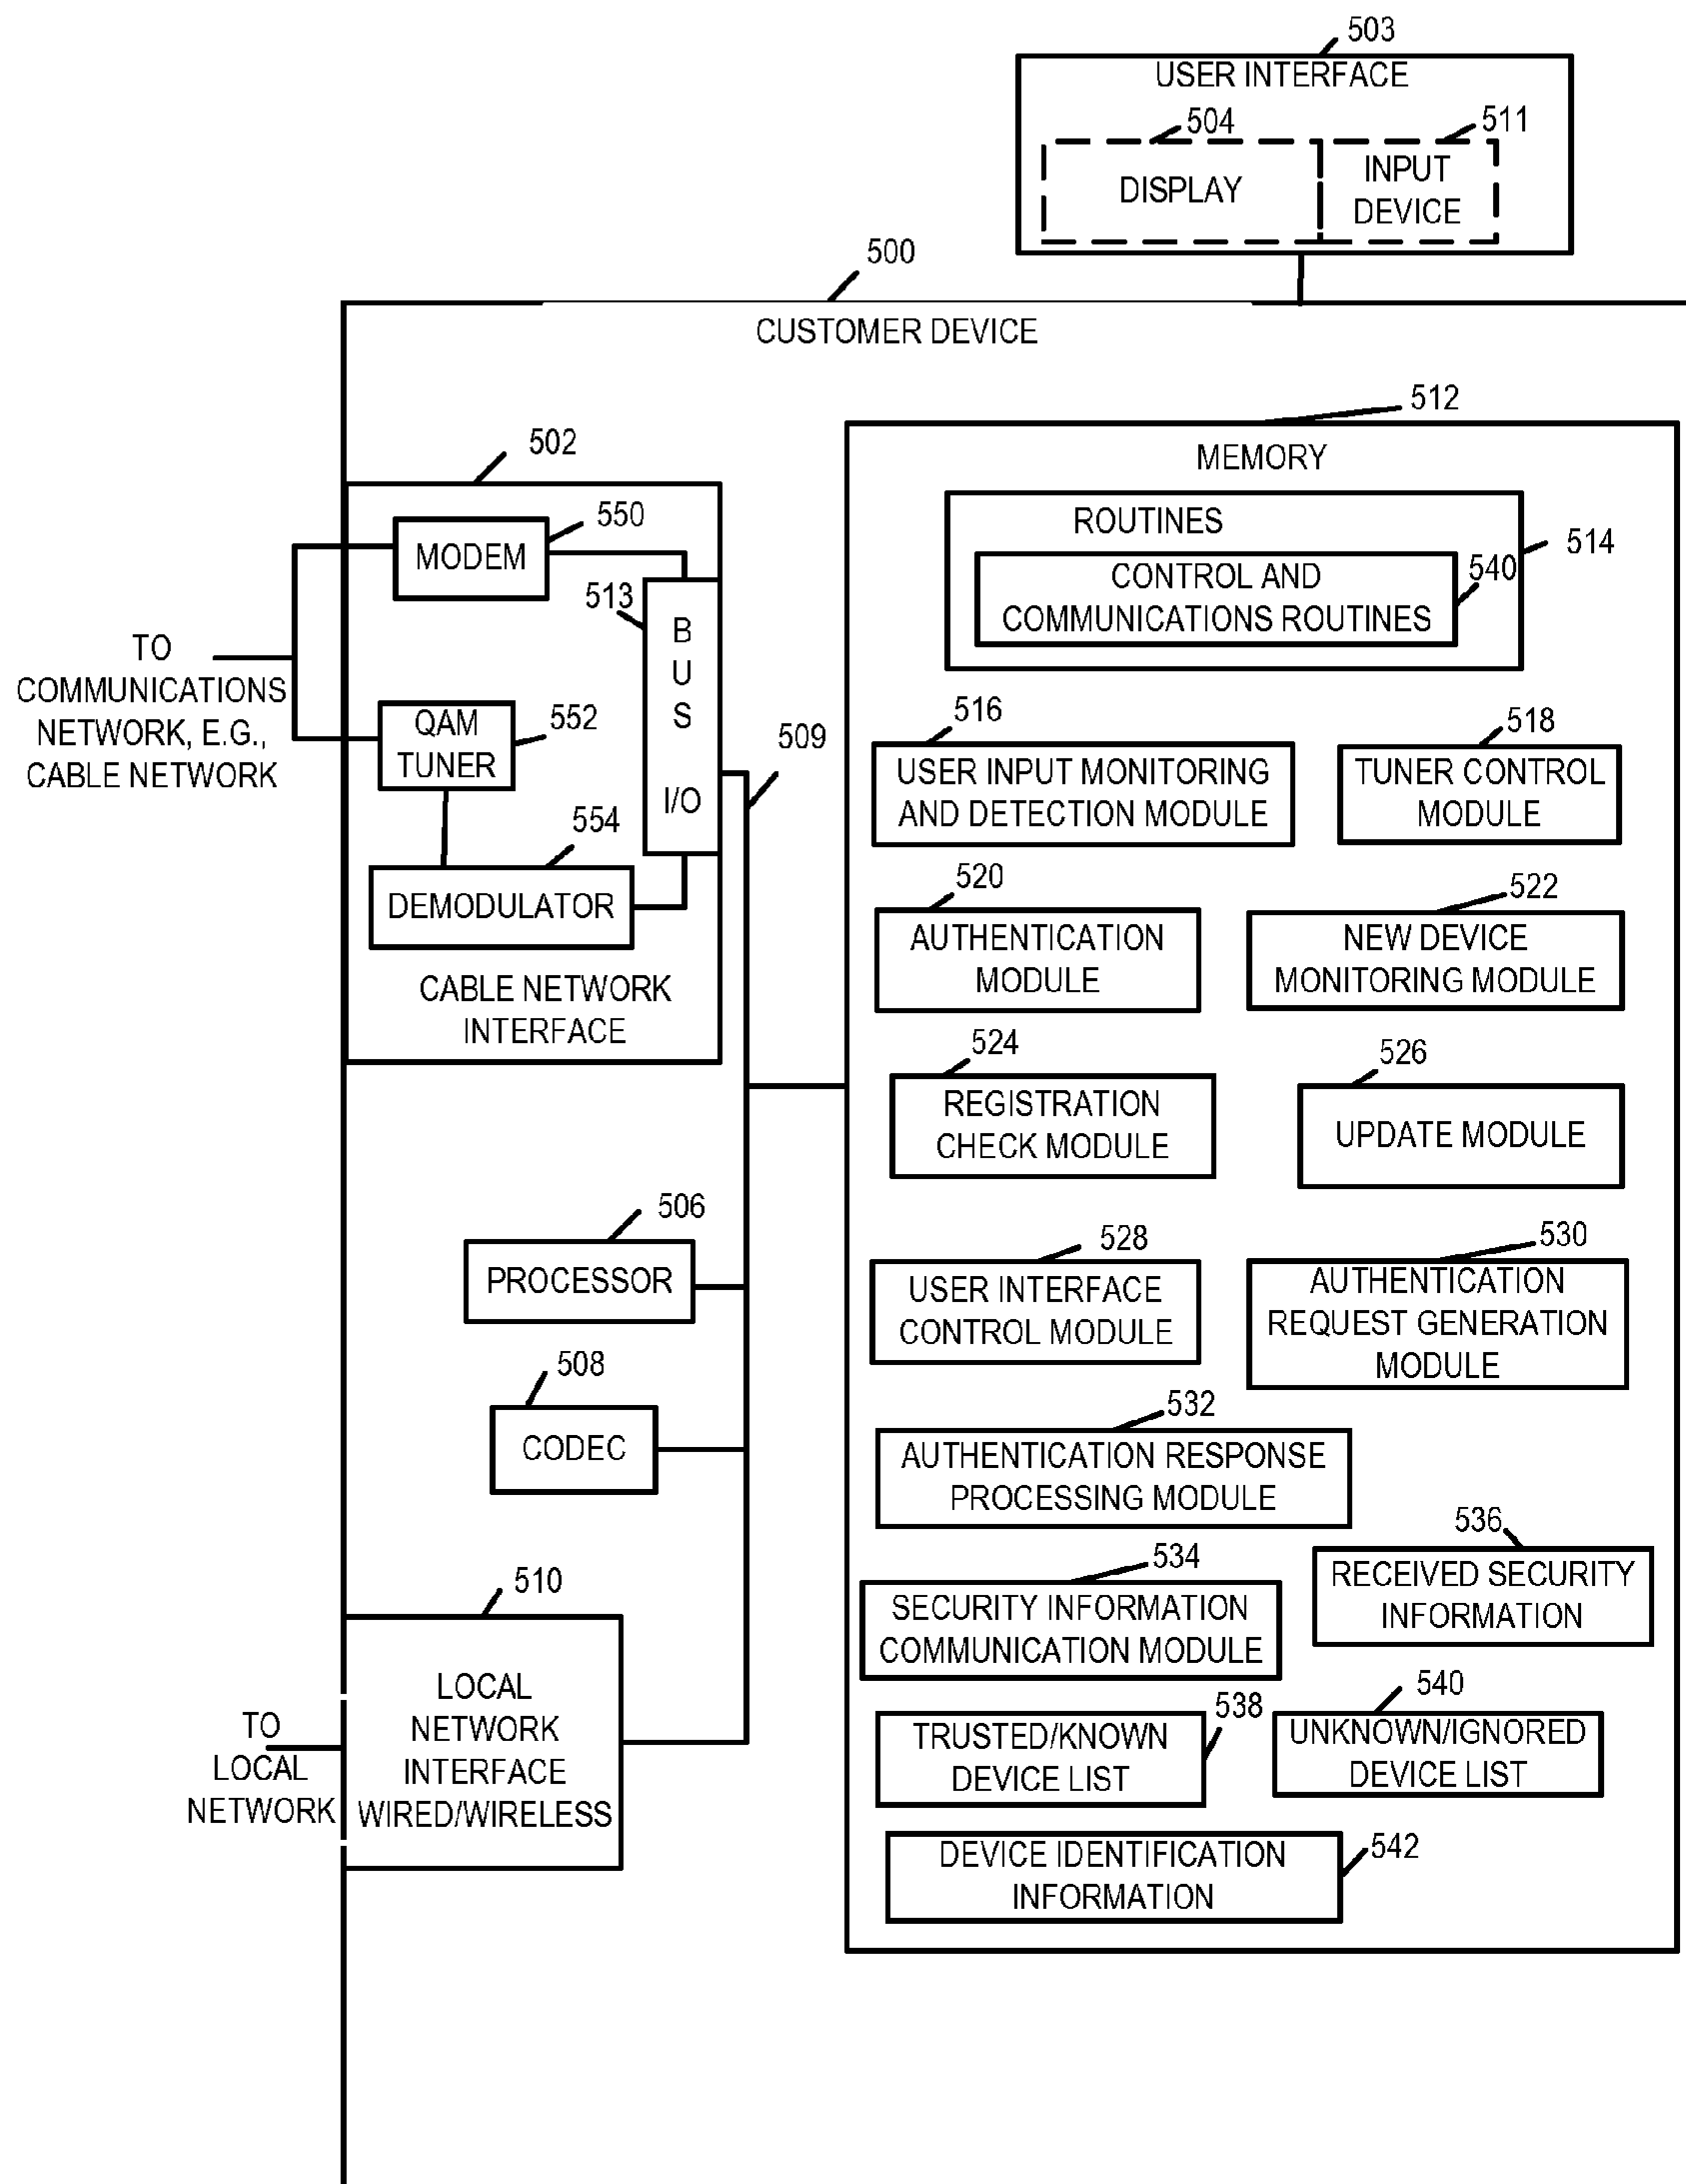 503
USER INTERFACE
504
511
DISPLAY
INPUT
DEVICE
500
CUSTOMER DEVICE
512
MEMORY
502
550
MODEM
513
BUS I/O
TO
COMMUNICATIONS
NETWORK, E.G.,
CABLE NETWORK
QAM
TUNER
552
554
DEMODULATOR
CABLE NETWORK
INTERFACE
509
ROUTINES
514
CONTROL AND
COMMUNICATIONS ROUTINES
540
516
USER INPUT MONITORING
AND DETECTION MODULE
518
TUNER CONTROL
MODULE
520
AUTHENTICATION
MODULE
522
NEW DEVICE
MONITORING MODULE
524
REGISTRATION
CHECK MODULE
526
UPDATE MODULE
506
PROCESSOR
528
USER INTERFACE
CONTROL MODULE
530
AUTHENTICATION
REQUEST GENERATION
MODULE
508
CODEC
532
AUTHENTICATION RESPONSE
PROCESSING MODULE
534
SECURITY INFORMATION
COMMUNICATION MODULE
536
RECEIVED SECURITY
INFORMATION
510
LOCAL
NETWORK
INTERFACE
WIRED/WIRELESS
TO
LOCAL
NETWORK
538
TRUSTED/KNOWN
DEVICE LIST
540
UNKNOWN/IGNORED
DEVICE LIST
DEVICE IDENTIFICATION
INFORMATION
542